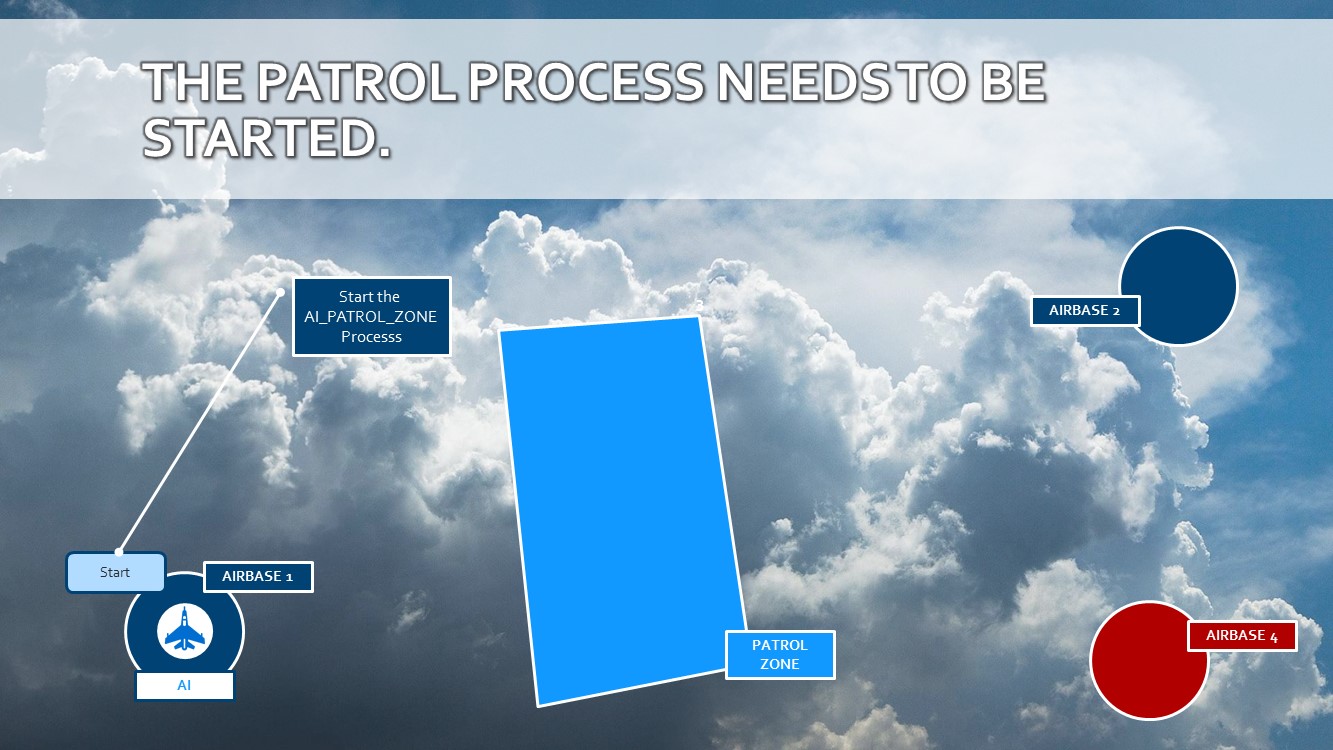 THE PATROL PROCESS NEEDS TO BE
STARTED.
Start the
AI_PATROL_ZONE
Processs
AIRBASE 2
Start
AIRBASE 1
AI
PATROL
ZONE
AIRBASE 4